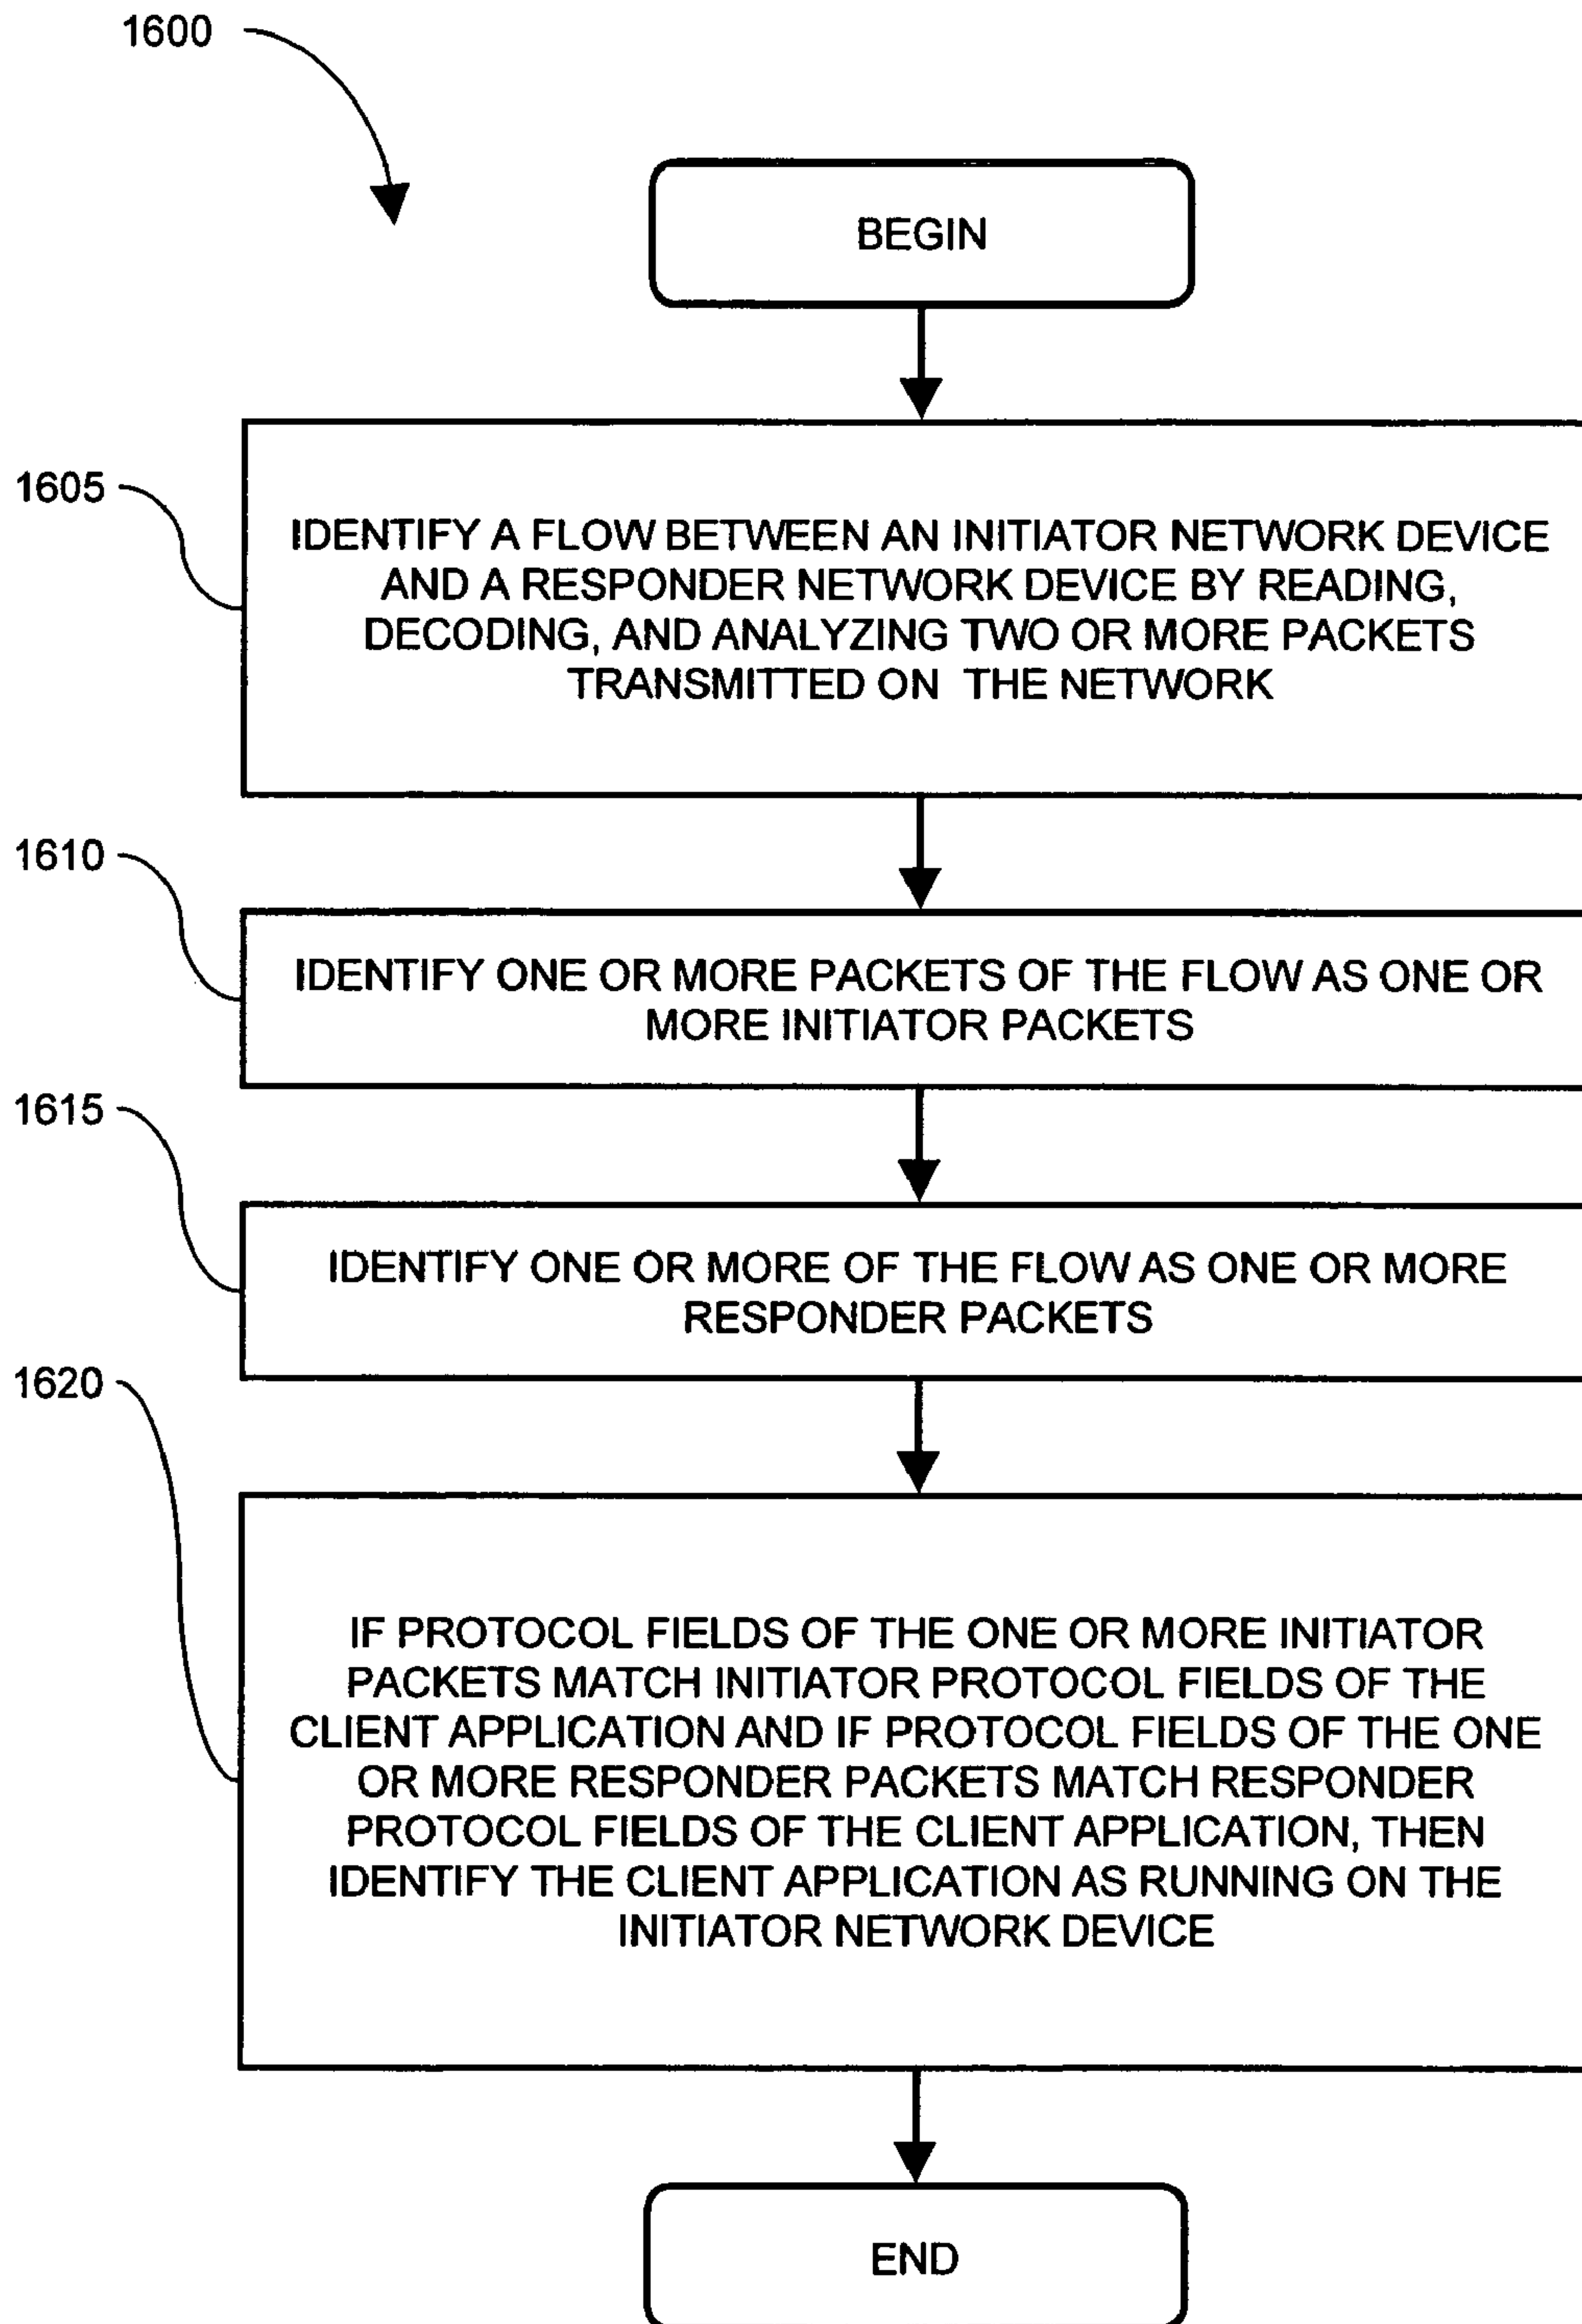 1600
BEGIN
1605
IDENTIFY A FLOW BETWEEN AN INITIATOR NETWORK DEVICE
AND A RESPONDER NETWORK DEVICE BY READING,
DECODING, AND ANALYZING TWO OR MORE PACKETS
TRANSMITTED ON THE NETWORK
1610
IDENTIFY ONE OR MORE PACKETS OF THE FLOW AS ONE OR
MORE INITIATOR PACKETS
1615
IDENTIFY ONE OR MORE OF THE FLOW AS ONE OR MORE
RESPONDER PACKETS
1620
IF PROTOCOL FIELDS OF THE ONE OR MORE INITIATOR
PACKETS MATCH INITIATOR PROTOCOL FIELDS OF THE
CLIENT APPLICATION AND IF PROTOCOL FIELDS OF THE ONE
OR MORE RESPONDER PACKETS MATCH RESPONDER
PROTOCOL FIELDS OF THE CLIENT APPLICATION, THEN
IDENTIFY THE CLIENT APPLICATION AS RUNNING ON THE
INITIATOR NETWORK DEVICE
END